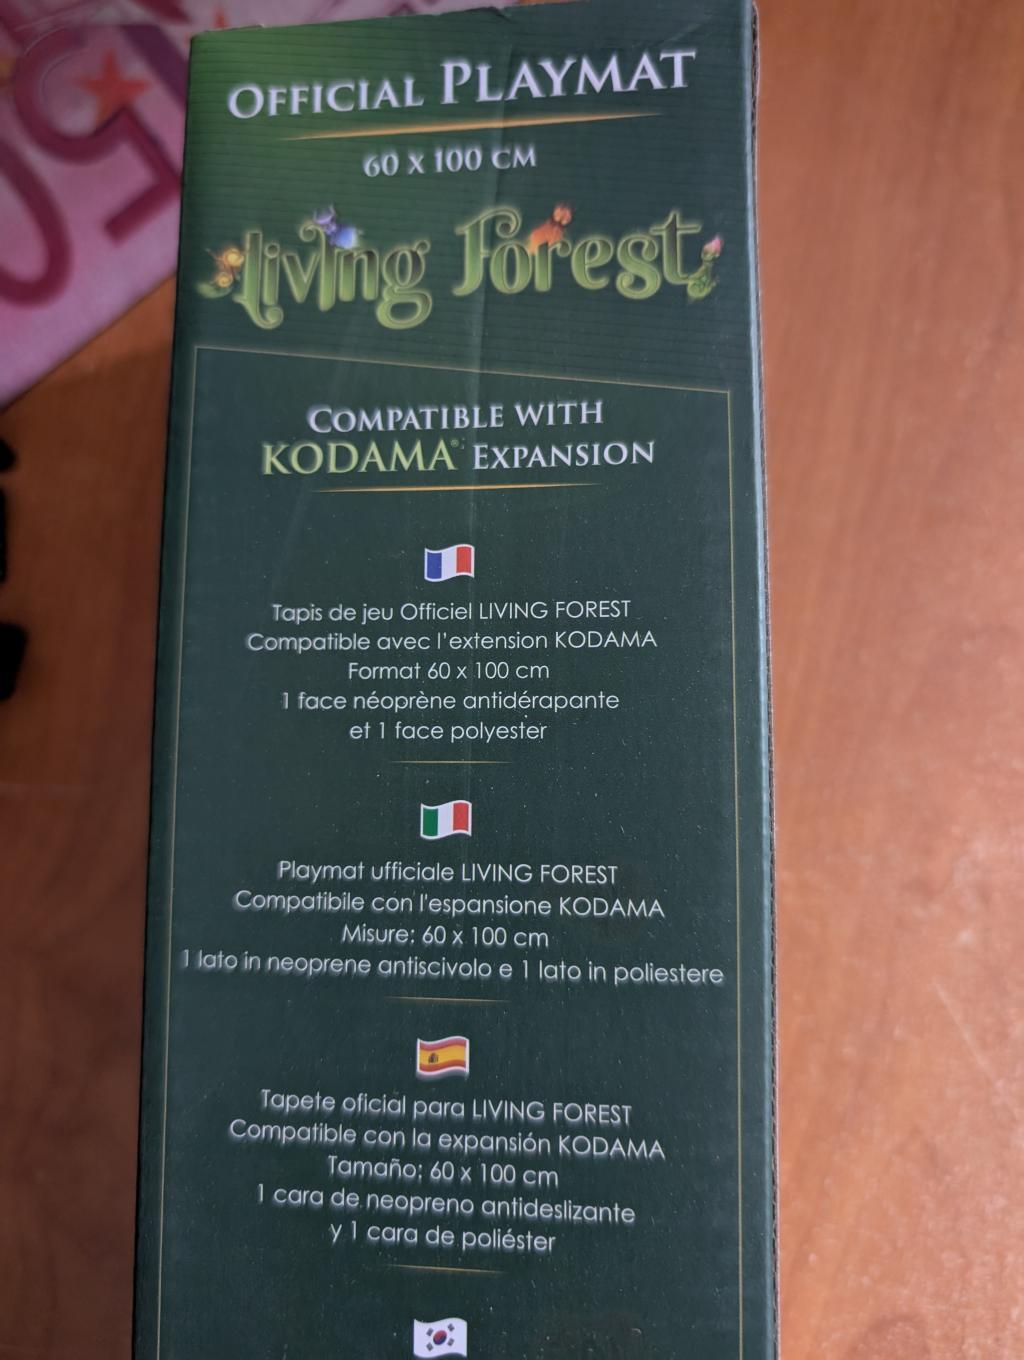 OFFICIAL PLAYMAT
60 X 100 CM
Living Forest
COMPATIBLE WITH
KODAMA® EXPANSION
Tapis de jeu Officiel LIVING FOREST
Compatible avec l'extension KODAMA
Format 60 x 100 cm
1 face néoprène antidérapante
et 1 face polyester
Playmat ufficiale LIVING FOREST
Compatibile con l'espansione KODAMA
Misure: 60 x 100 cm
1 lato in neoprene antiscivolo e 1 lato in poliestere
Tapete oficial para LIVING FOREST
Compatible con la expansión KODAMA
Tamaño: 60 x 100 cm
1 cara de neopreno antideslizante
y 1 cara de poliéster